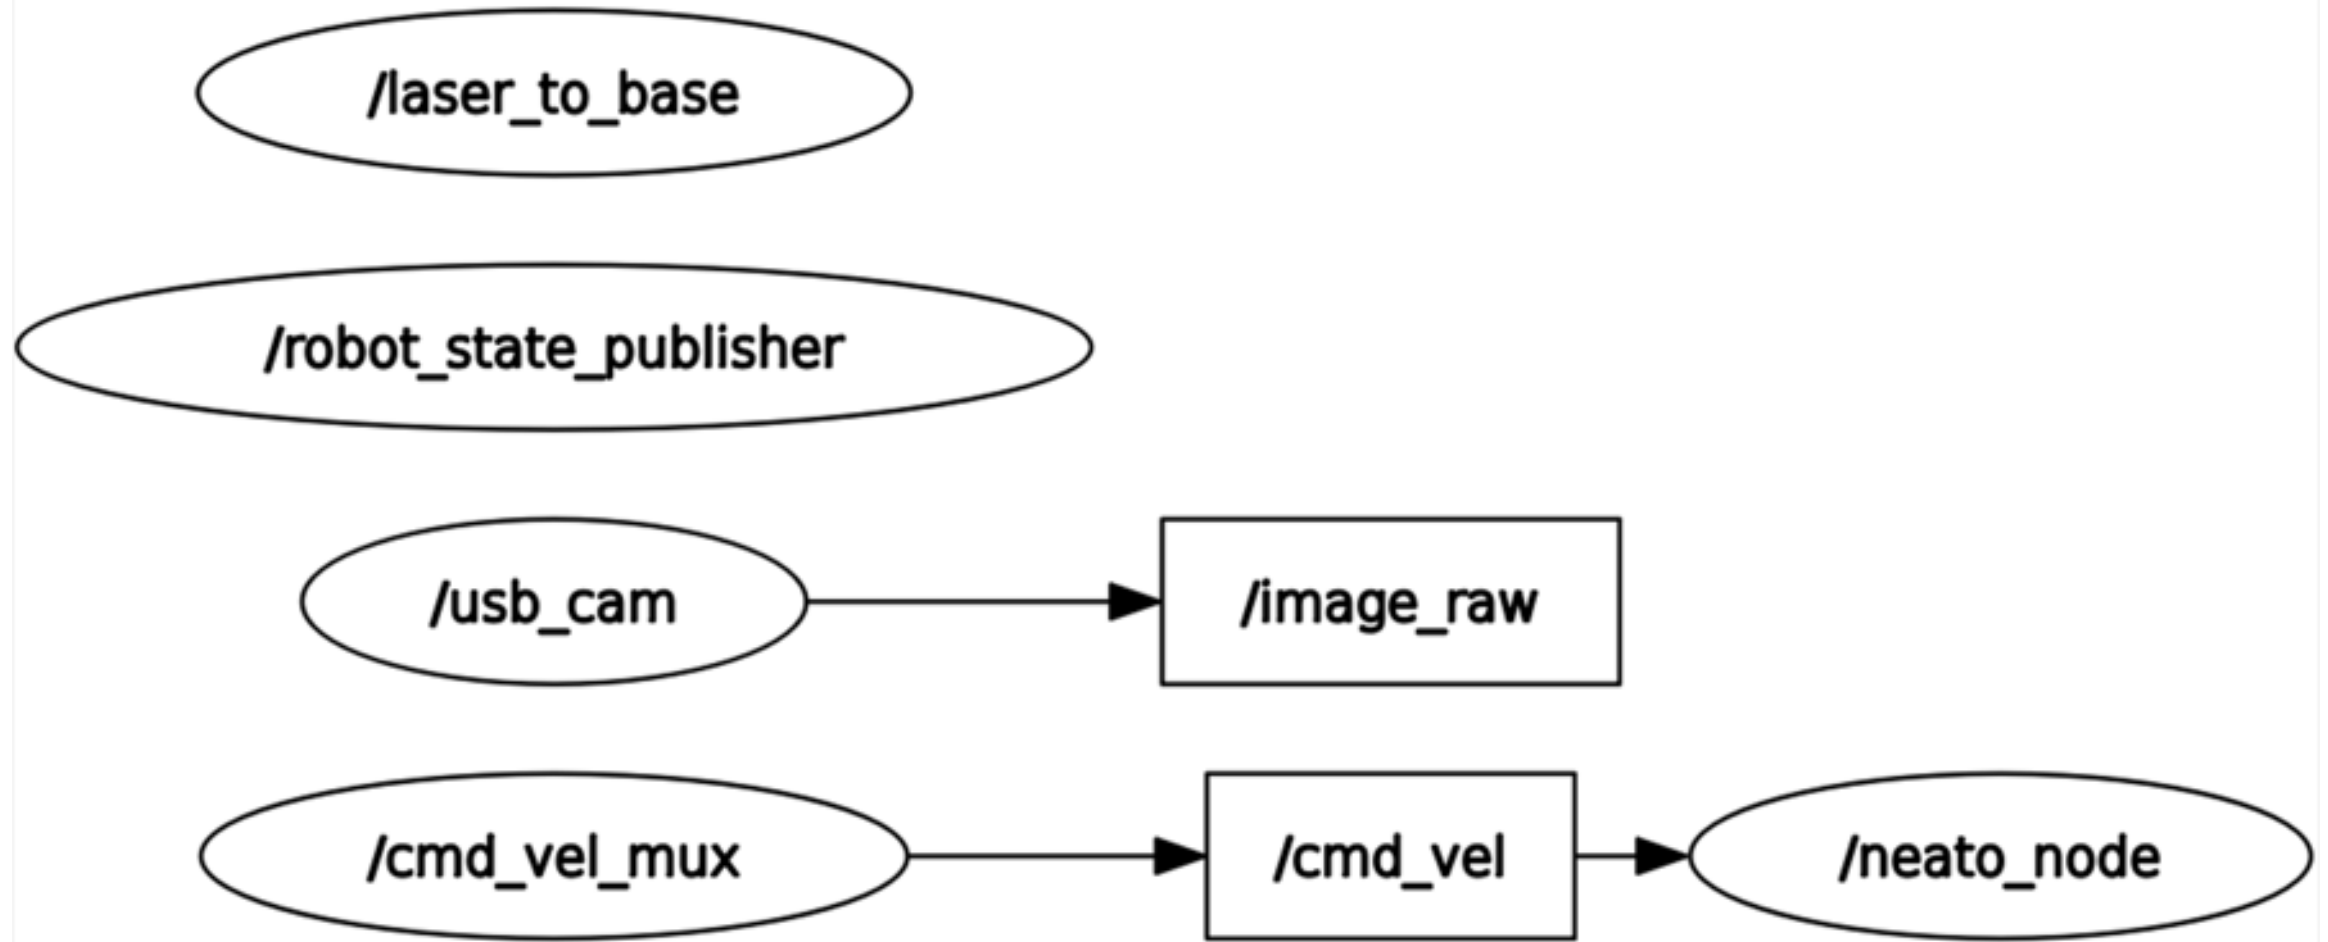 /laser_to_base
/robot_state_publisher
/usb_cam
/image_raw
/cmd_vel_mux
/cmd_vel
/neato_node